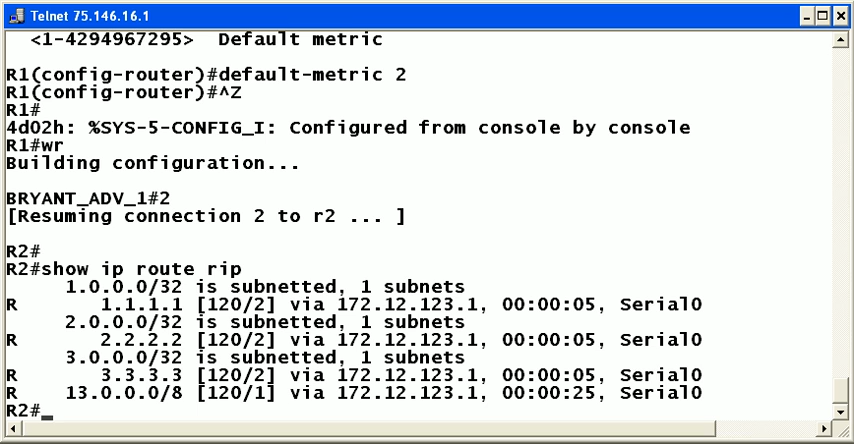 Telnet 75.146.16.1
<1-4294967295>  Default metric
R1(config-router)#default-metric 2
R1(config-router)#^Z
R1#
4d02h: %SYS-5-CONFIG_I: Configured from console by console
R1#wr
Building configuration...
BRYANT_ADV_1#2
[Resuming connection 2 to r2 ... ]
R2#
R2#show ip route rip
     1.0.0.0/32 is subnetted, 1 subnets
R       1.1.1.1 [120/2] via 172.12.123.1, 00:00:05, Serial0
     2.0.0.0/32 is subnetted, 1 subnets
R       2.2.2.2 [120/2] via 172.12.123.1, 00:00:05, Serial0
     3.0.0.0/32 is subnetted, 1 subnets
R       3.3.3.3 [120/2] via 172.12.123.1, 00:00:05, Serial0
R    13.0.0.0/8 [120/1] via 172.12.123.1, 00:00:25, Serial0
R2#_